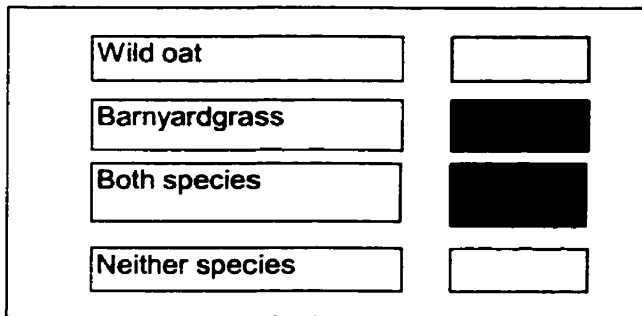 Wild oat
Barnyardgrass
Both species
Neither species